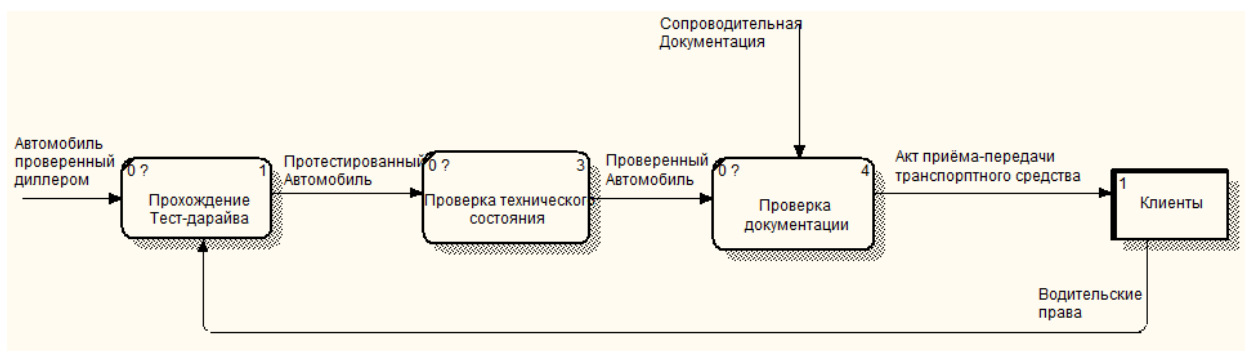 Сопроводительная
Документация
Автомобиль
проверенный
диллером
0 ?
1
Прохождение
Тест-дарайва
Протестированный
Автомобиль
0 ?
3
Проверка технического
состояния
Проверенный
Автомобиль
0 ?
4
Проверка
документации
Акт приёма-передачи
транспортного средства
1
Клиенты
Водительские
права